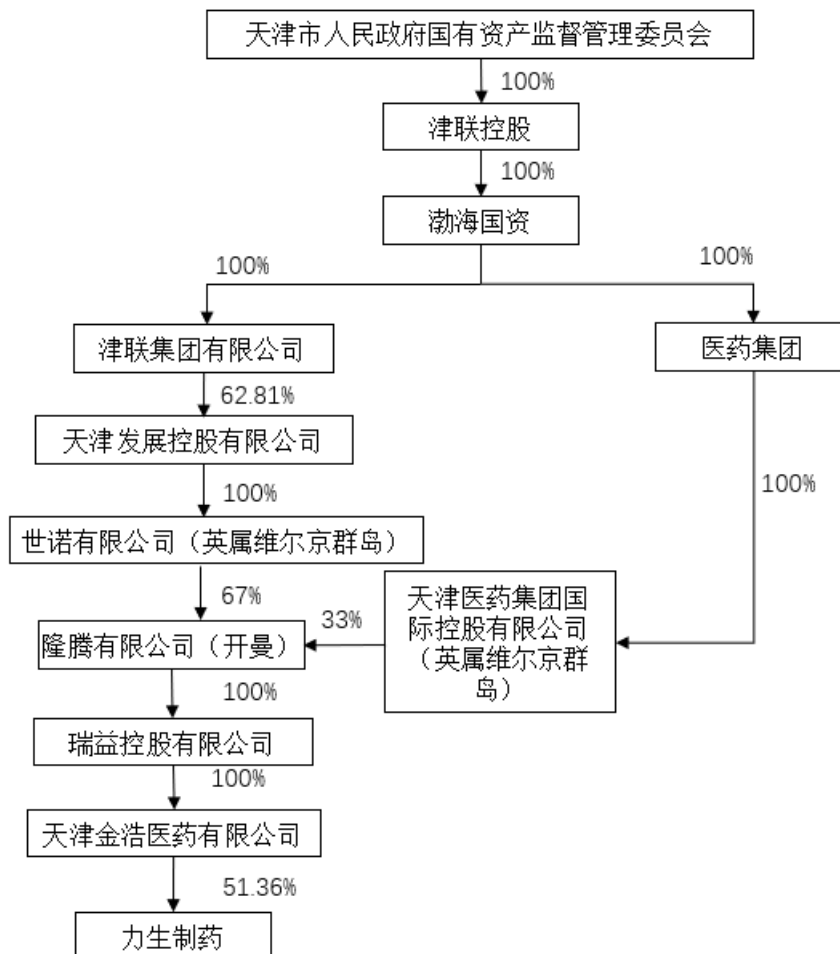 天津市人民政府国有资产监督管理委员会
100%
津联控股
100%
渤海国资
100%
100%
津联集团有限公司
医药集团
62.81%
天津发展控股有限公司
100%
100%
世诺有限公司（英属维尔京群岛）
67%
天津医药集团国
际控股有限公司
（英属维尔京群
岛）
33%
隆腾有限公司（开曼）
100%
瑞益控股有限公司
100%
天津金浩医药有限公司
51.36%
力生制药